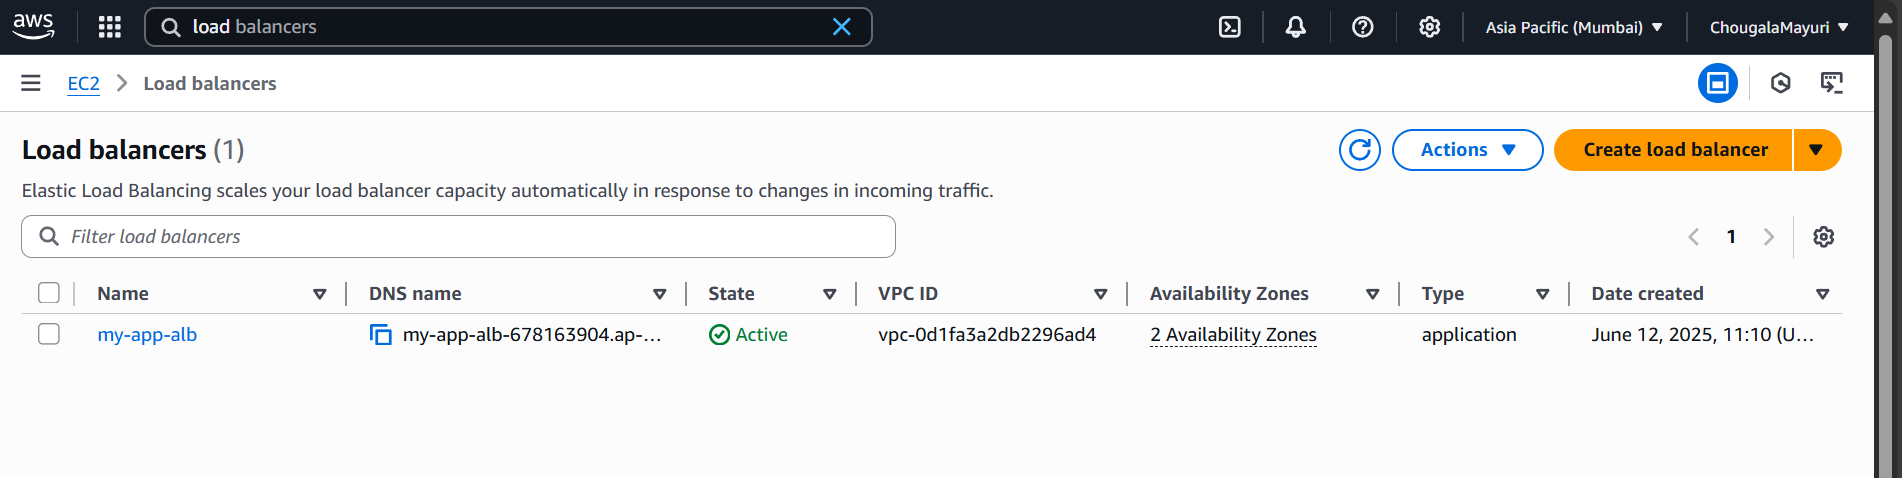 aws load balancers Asia Pacific (Mumbai) ChougalaMayuri
EC2 Load balancers
Load balancers (1) Actions Create load balancer
Elastic Load Balancing scales your load balancer capacity automatically in response to changes in incoming traffic.
Filter load balancers 1
Name DNS name State VPC ID Availability Zones Type Date created
my-app-alb my-app-alb-678163904.ap-... Active vpc-0d1fa3a2db2296ad4 2 Availability Zones application June 12, 2025, 11:10 (U...